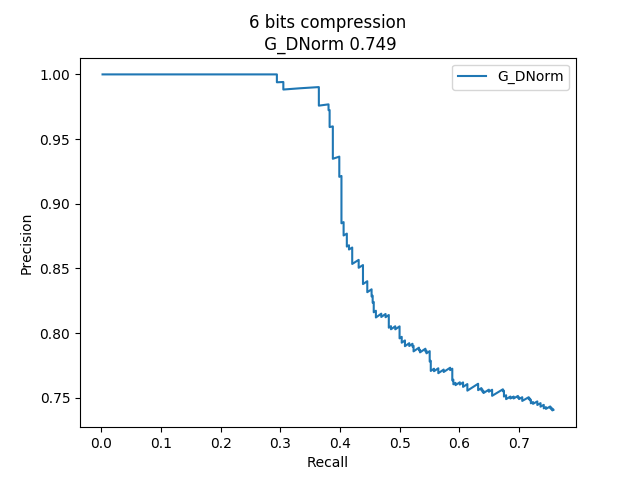 6 bits compression
G_DNorm 0.749
G_DNorm
1.00
0.95
0.90
0.85
0.80
0.75
Precision
0.0 0.1 0.2 0.3 0.4 0.5 0.6 0.7
Recall